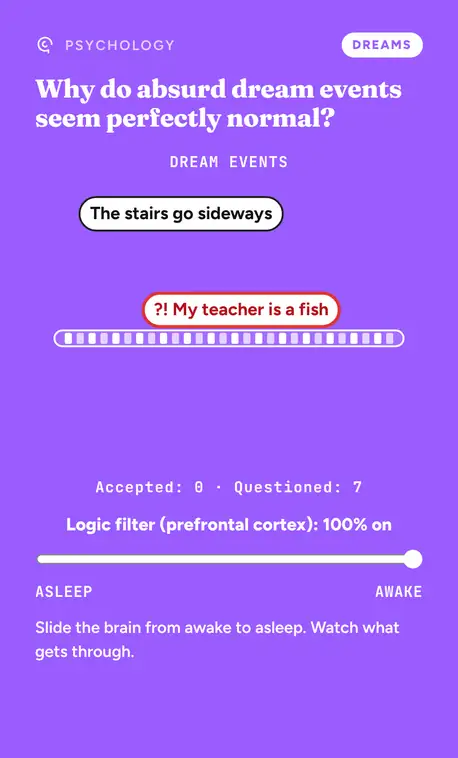 PSYCHOLOGY
DREAMS
Why do absurd dream events
seem perfectly normal?
DREAM EVENTS
The stairs go sideways
?! My teacher is a fish
Accepted: 0 · Questioned: 7
Logic filter (prefrontal cortex): 100% on
ASLEEP
AWAKE
Slide the brain from awake to asleep. Watch what
gets through.